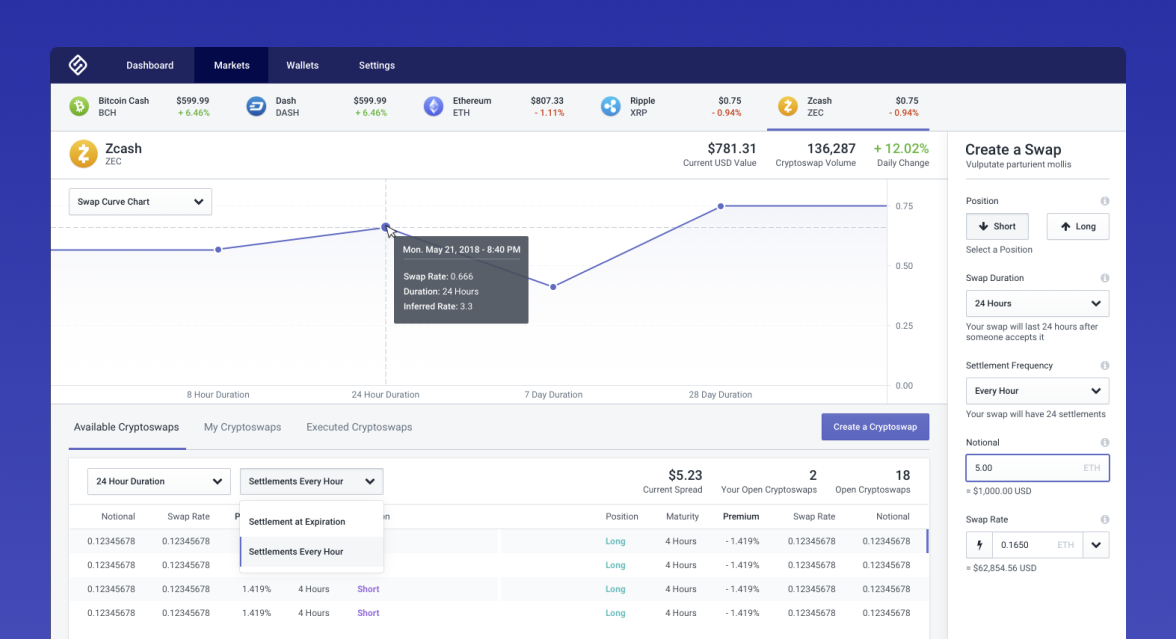 Dashboard Markets Wallets Settings
Bitcoin Cash $599.99 Dash $599.99 Ethereum $807.33 Ripple $0.75 Zcash $0.75
BCH + 6.46% DASH + 6.46% ETH - 1.11% XRP - 0.94% ZEC - 0.94%
Zcash
ZEC
$781.31 136,287 + 12.02%
Current USD Value Cryptoswap Volume Daily Change
Swap Curve Chart
0.75
0.50
0.25
0.00
Mon. May 21, 2018 - 8:40 PM
Swap Rate: 0.666
Duration: 24 Hours
Inferred Rate: 3.3
8 Hour Duration 24 Hour Duration 7 Day Duration 28 Day Duration
Available Cryptoswaps My Cryptoswaps Executed Cryptoswaps Create a Cryptoswap
24 Hour Duration Settlements Every Hour
$5.23 2 18
Current Spread Your Open Cryptoswaps Open Cryptoswaps
Settlement at Expiration
Settlements Every Hour
Notional Swap Rate P on Position Maturity Premium Swap Rate Notional
0.12345678 0.12345678 Long 4 Hours - 1.419% 0.12345678 0.12345678
0.12345678 0.12345678 Long 4 Hours - 1.419% 0.12345678 0.12345678
0.12345678 0.12345678 1.419% 4 Hours Short Long 4 Hours - 1.419% 0.12345678 0.12345678
0.12345678 0.12345678 1.419% 4 Hours Short Long 4 Hours - 1.419% 0.12345678 0.12345678
Create a Swap
Vulputate parturient mollis
Position
Short Long
Select a Position
Swap Duration
24 Hours
Your swap will last 24 hours after
someone accepts it
Settlement Frequency
Every Hour
Your swap will have 24 settlements
Notional
5.00 ETH
≈ $1,000.00 USD
Swap Rate
0.1650 ETH
≈ $62,854.56 USD